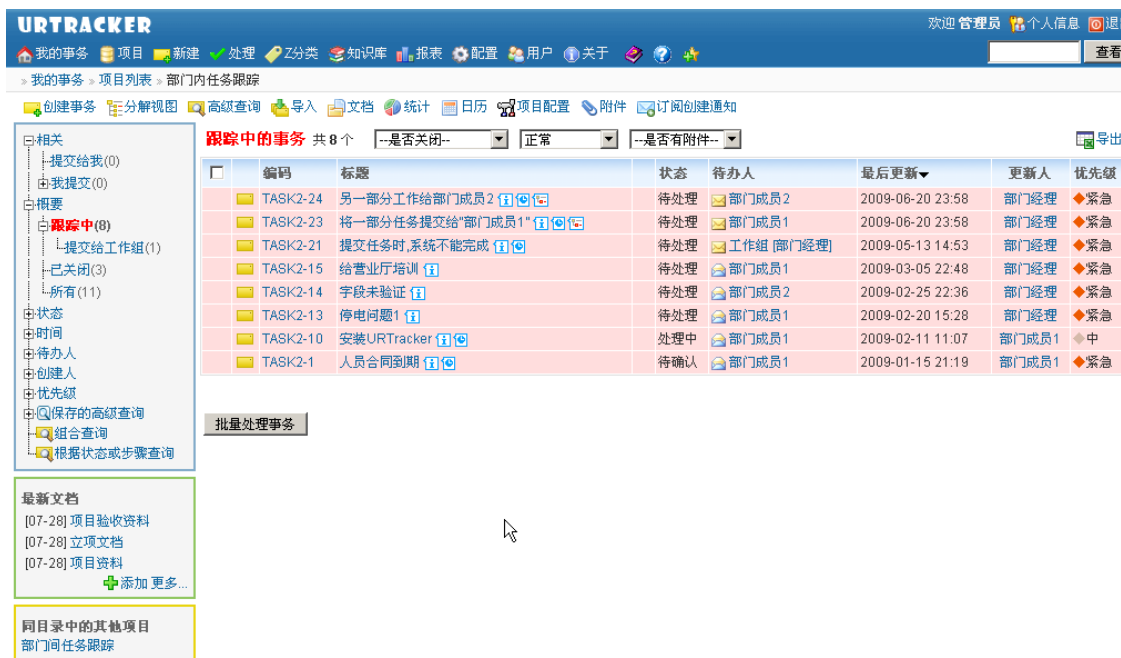 URTRACKER
欢迎 管理员 个人信息 退
我的事务 项目 新建 处理 Z分类 知识库 报表 配置 用户 关于 查看
» 我的事务 » 项目列表 » 部门内任务跟踪
创建事务 分解视图 高级查询 导入 文档 统计 日历 项目配置 附件 订阅创建通知
相关
提交给我(0)
我提交(0)
概要
跟踪中(8)
提交给工作组(1)
已关闭(3)
所有(11)
状态
时间
待办人
创建人
优先级
保存的高级查询
组合查询
根据状态或步骤查询
最新文档
[07-28] 项目验收资料
[07-28] 立项文档
[07-28] 项目资料
添加 更多...
同目录中的其他项目
部门间任务跟踪
跟踪中的事务 共8个 --是否关闭-- 正常 --是否有附件-- 导出
编码 标题 状态 待办人 最后更新 更新人 优先级
TASK2-24 另一部分工作给部门成员2 待处理 部门成员2 2009-06-20 23:58 部门经理 紧急
TASK2-23 将一部分任务提交给"部门成员1" 待处理 部门成员1 2009-06-20 23:58 部门经理 紧急
TASK2-21 提交任务时,系统不能完成 待处理 工作组 [部门经理] 2009-05-13 14:53 部门经理 紧急
TASK2-15 给营业厅培训 待处理 部门成员1 2009-03-05 22:48 部门经理 紧急
TASK2-14 字段未验证 待处理 部门成员2 2009-02-25 22:36 部门经理 紧急
TASK2-13 停电问题1 待处理 部门成员1 2009-02-20 15:28 部门经理 紧急
TASK2-10 安装URTracker 处理中 部门成员1 2009-02-11 11:07 部门成员1 中
TASK2-1 人员合同到期 待确认 部门成员1 2009-01-15 21:19 部门成员1 紧急
批量处理事务